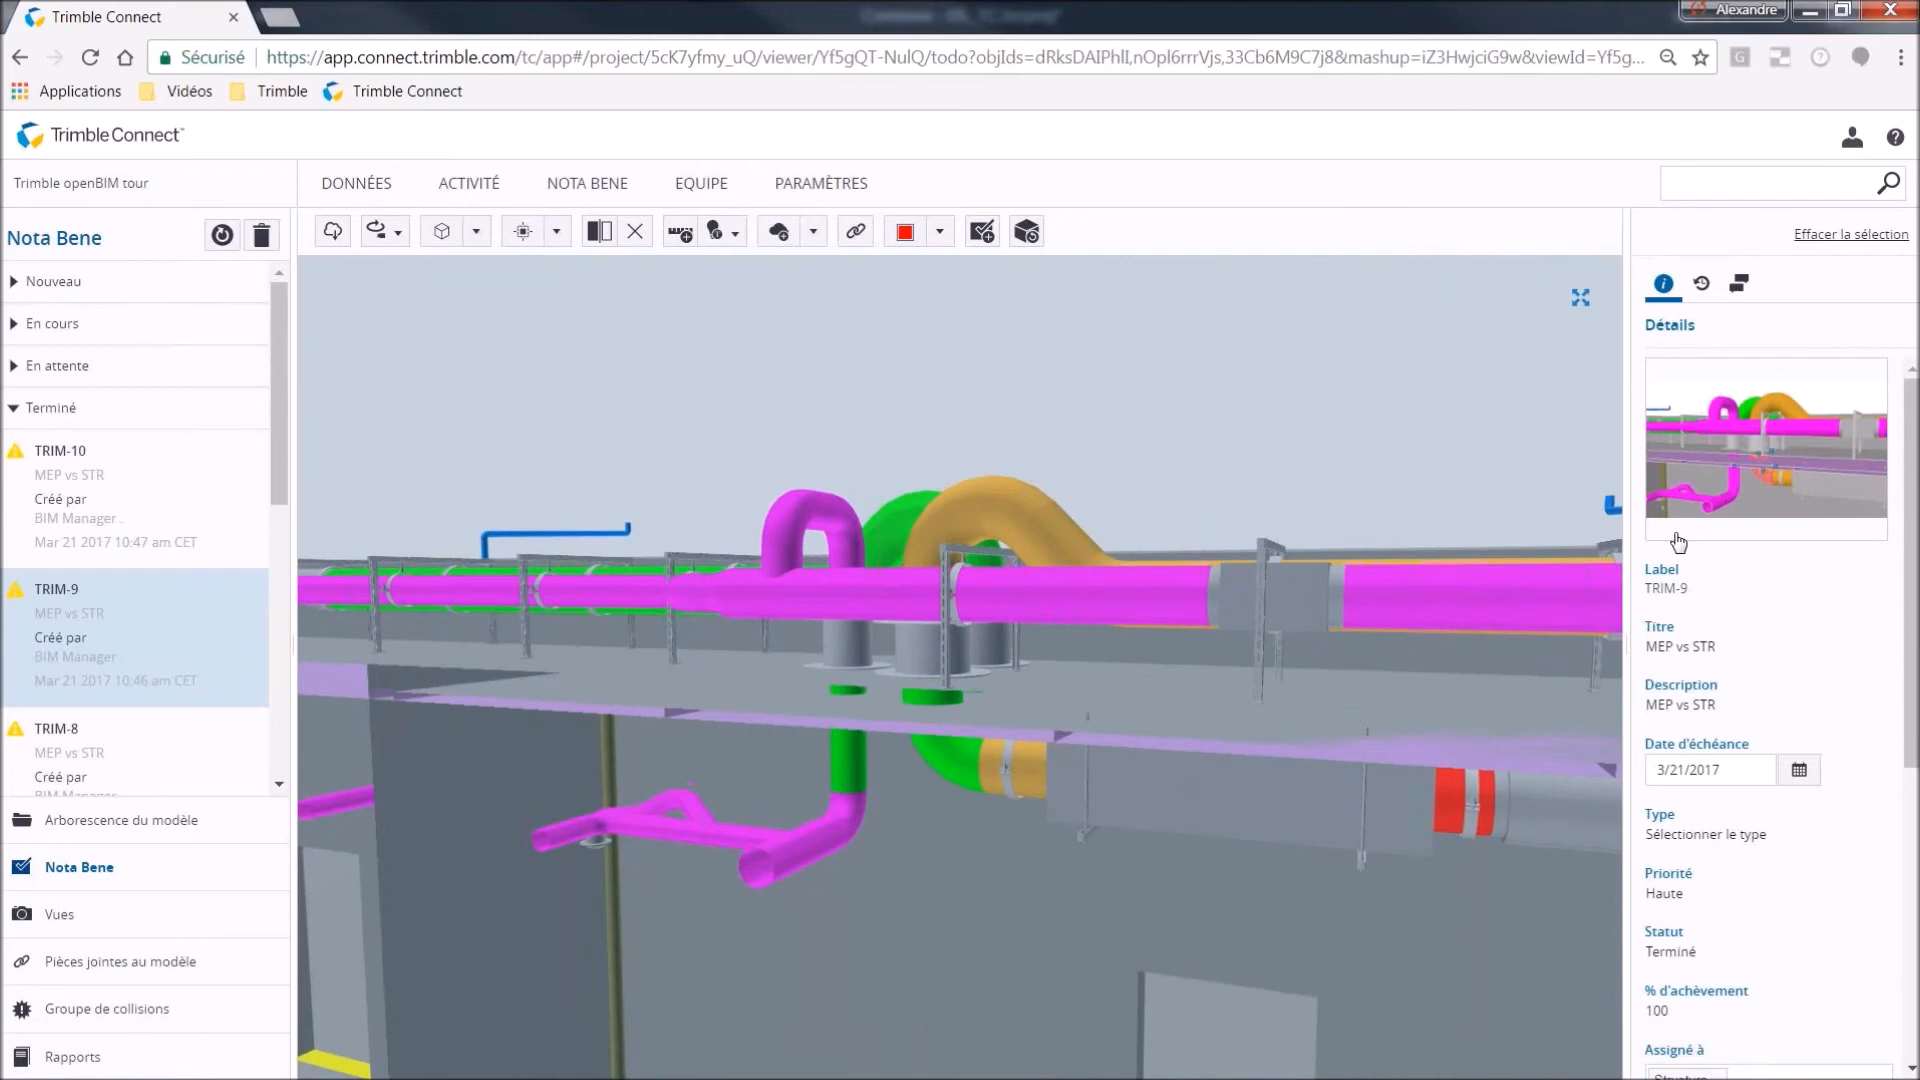 Trimble Connect
Alexandre
Sécurisé
https://app.connect.trimble.com/tc/app#/project/5cK7yfmy_uQ/viewer/Yf5gQT-NulQ/todo?objIds=dRksDAIPhlI,nOpl6rrrVjs,33Cb6M9C7j8&mashup=iZ3HwjciG9w&viewId=Yf5g...
Applications
Vidéos
Trimble
Trimble Connect
Trimble Connect
Trimble openBIM tour
DONNÉES
ACTIVITÉ
NOTA BENE
EQUIPE
PARAMÈTRES
Nota Bene
Effacer la sélection
Nouveau
En cours
En attente
Terminé
TRIM-10
MEP vs STR
Créé par
BIM Manager .
Mar 21 2017 10:47 am CET
TRIM-9
MEP vs STR
Créé par
BIM Manager
Mar 21 2017 10:46 am CET
TRIM-8
MEP vs STR
Créé par
BIM Manager
Arborescence du modèle
Nota Bene
Vues
Pièces jointes au modèle
Groupe de collisions
Rapports
Détails
Label
TRIM-9
Titre
MEP vs STR
Description
MEP vs STR
Date d'échéance
3/21/2017
Type
Sélectionner le type
Priorité
Haute
Statut
Terminé
% d'achèvement
100
Assigné à
Structure